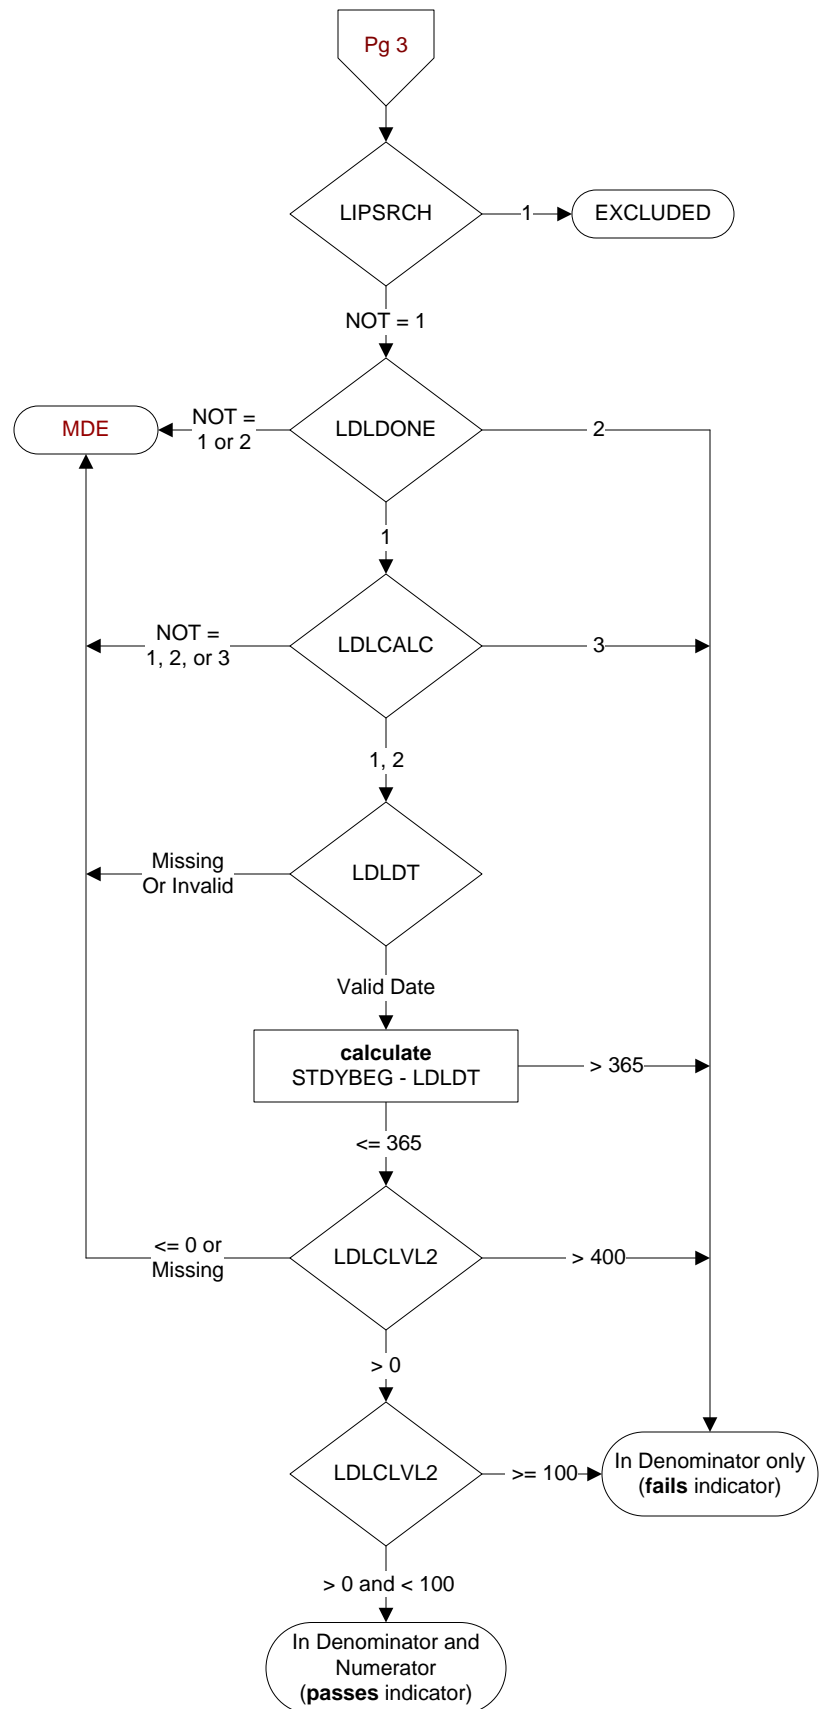 Pg 3
LIPSRCH
1
EXCLUDED
NOT = 1
MDE
NOT =
1 or 2
LDLDONE
2
1
NOT =
1, 2, or 3
LDLCALC
3
1, 2
Missing
Or Invalid
LDLDT
Valid Date
calculate
STDYBEG - LDLDT
> 365
<= 365
<= 0 or
Missing
LDLCLVL2
> 400
> 0
LDLCLVL2
>= 100
In Denominator only
(fails indicator)
> 0 and < 100
In Denominator and
Numerator
(passes indicator)